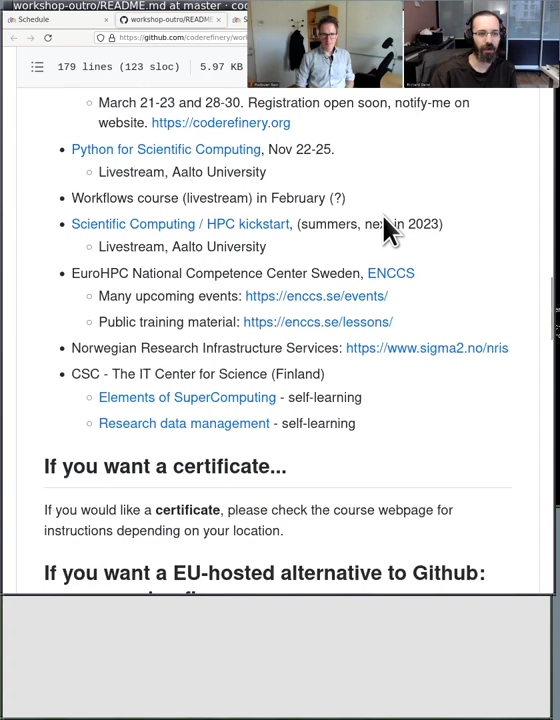 workshop-outro/README.md at master · co
Schedule
workshop-outro/README
https://github.com/coderefinery/wor
179 lines (123 sloc)
5.97 KB
March 21-23 and 28-30. Registration open soon, notify-me on
website. https://coderefinery.org
Python for Scientific Computing, Nov 22-25.
Livestream, Aalto University
Workflows course (livestream) in February (?)
Scientific Computing / HPC kickstart, (summers, in 2023)
Livestream, Aalto University
EuroHPC National Competence Center Sweden, ENCCS
Many upcoming events: https://enccs.se/events/
Public training material: https://enccs.se/lessons/
Norwegian Research Infrastructure Services: https://www.sigma2.no/nris
CSC - The IT Center for Science (Finland)
Elements of SuperComputing - self-learning
Research data management - self-learning
If you want a certificate...
If you would like a certificate, please check the course webpage for
instructions depending on your location.
If you want a EU-hosted alternative to Github: